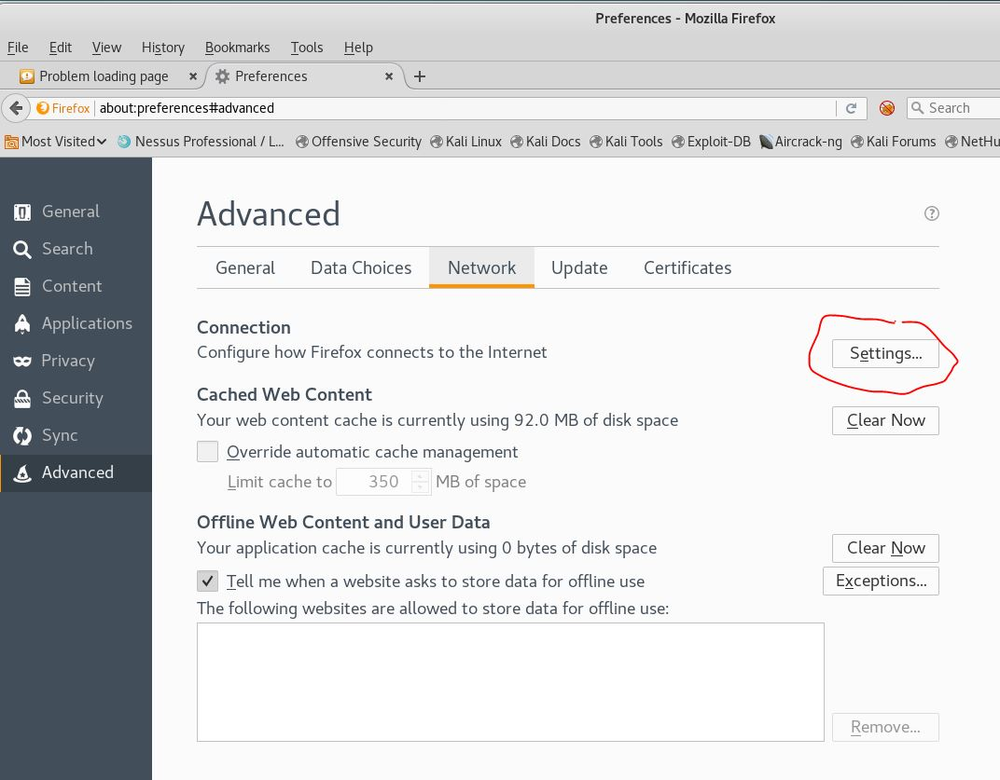 Preferences - Mozilla Firefox
File Edit View History Bookmarks Tools Help
Problem loading page × Preferences × +
Firefox about:preferences#advanced Search
Most Visited Nessus Professional / L... Offensive Security Kali Linux Kali Docs Kali Tools Exploit-DB Aircrack-ng Kali Forums NetHu
General
Search
Content
Applications
Privacy
Security
Sync
Advanced
Advanced ?
General Data Choices Network Update Certificates
Connection
Configure how Firefox connects to the Internet Settings...
Cached Web Content
Your web content cache is currently using 92.0 MB of disk space Clear Now
Override automatic cache management
Limit cache to 350 MB of space
Offline Web Content and User Data
Your application cache is currently using 0 bytes of disk space Clear Now
Tell me when a website asks to store data for offline use Exceptions...
The following websites are allowed to store data for offline use:
Remove...